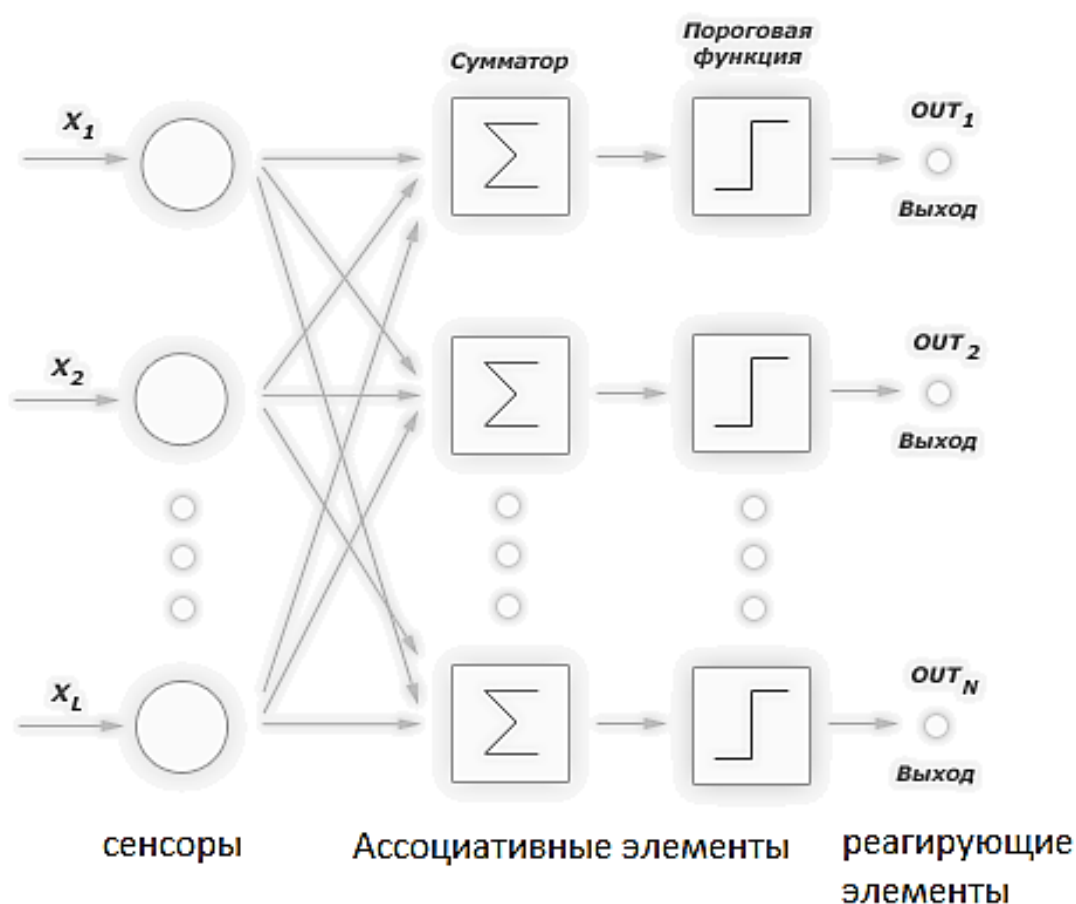 Пороговая
функция
Сумматор
X1
OUT1
Выход
X2
OUT2
Выход
XL
OUTN
Выход
сенсоры
Ассоциативные элементы
реагирующие
элементы